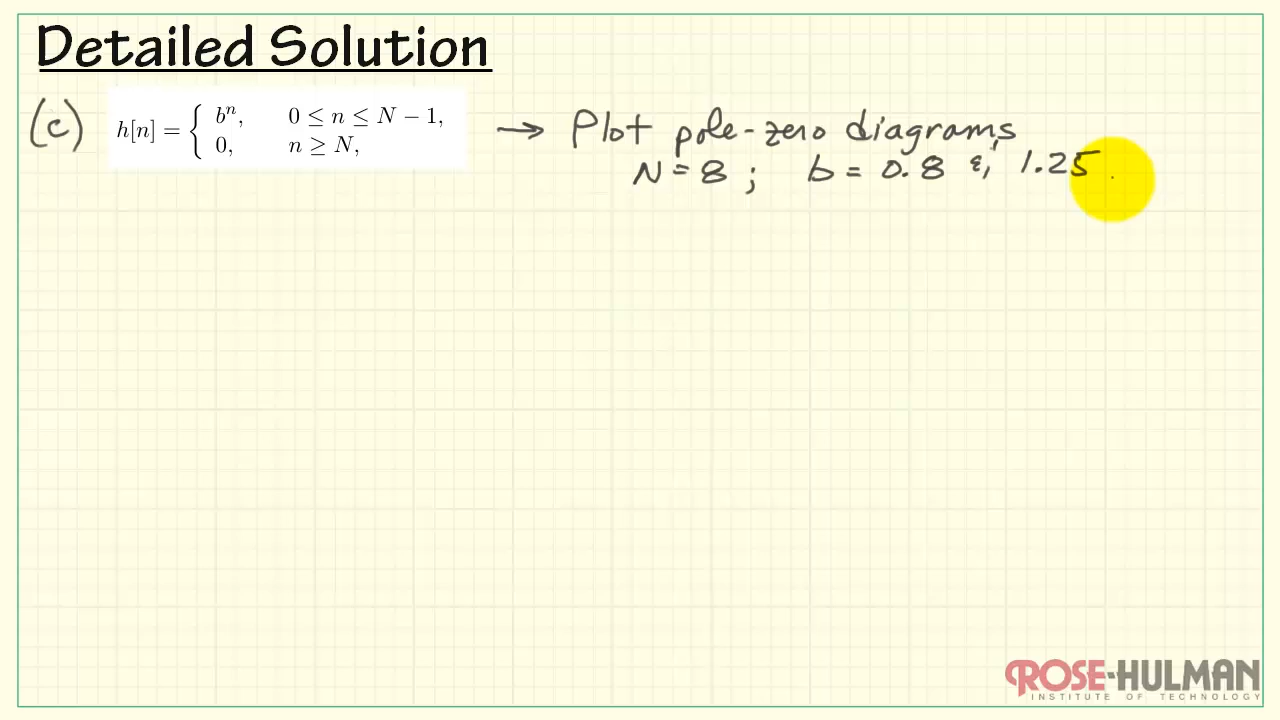 Detailed Solution
(c) h[n] = { bⁿ, 0 ≤ n ≤ N − 1,
0, n ≥ N,
→ Plot pole-zero diagrams
N = 8 ; b = 0.8 & 1.25
ROSE-HULMAN
INSTITUTE OF TECHNOLOGY